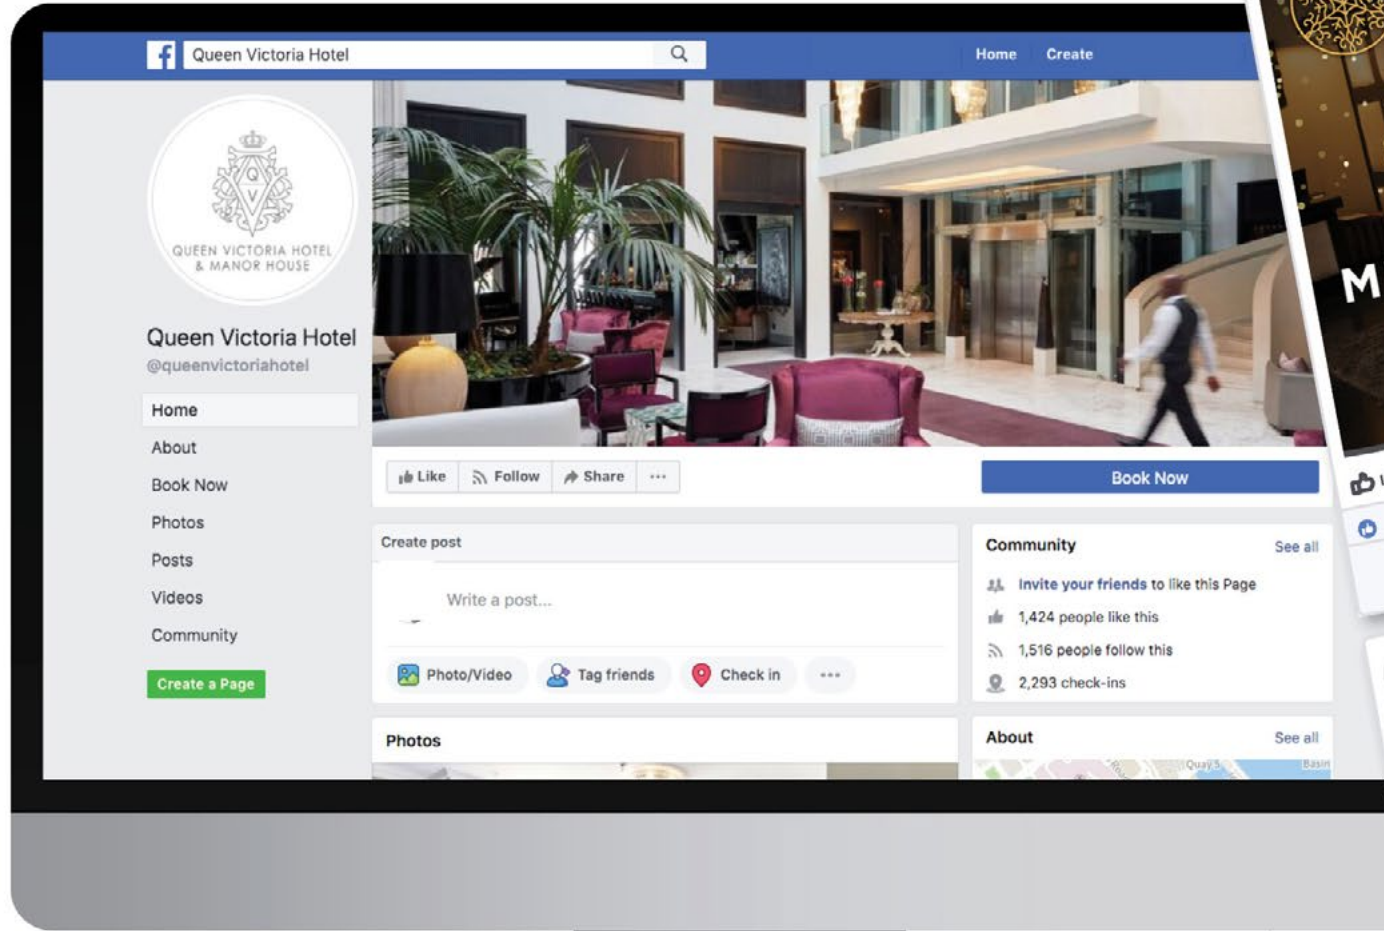 Queen Victoria Hotel
Home Create
QUEEN VICTORIA HOTEL
& MANOR HOUSE
Queen Victoria Hotel
@queenvictoriahotel
Home
About
Book Now
Photos
Posts
Videos
Community
Create a Page
Like Follow Share
Book Now
Create post
Write a post...
Photo/Video Tag friends Check in
Photos
Community See all
Invite your friends to like this Page
1,424 people like this
1,516 people follow this
2,293 check-ins
About See all
Quay 5
Basin
M